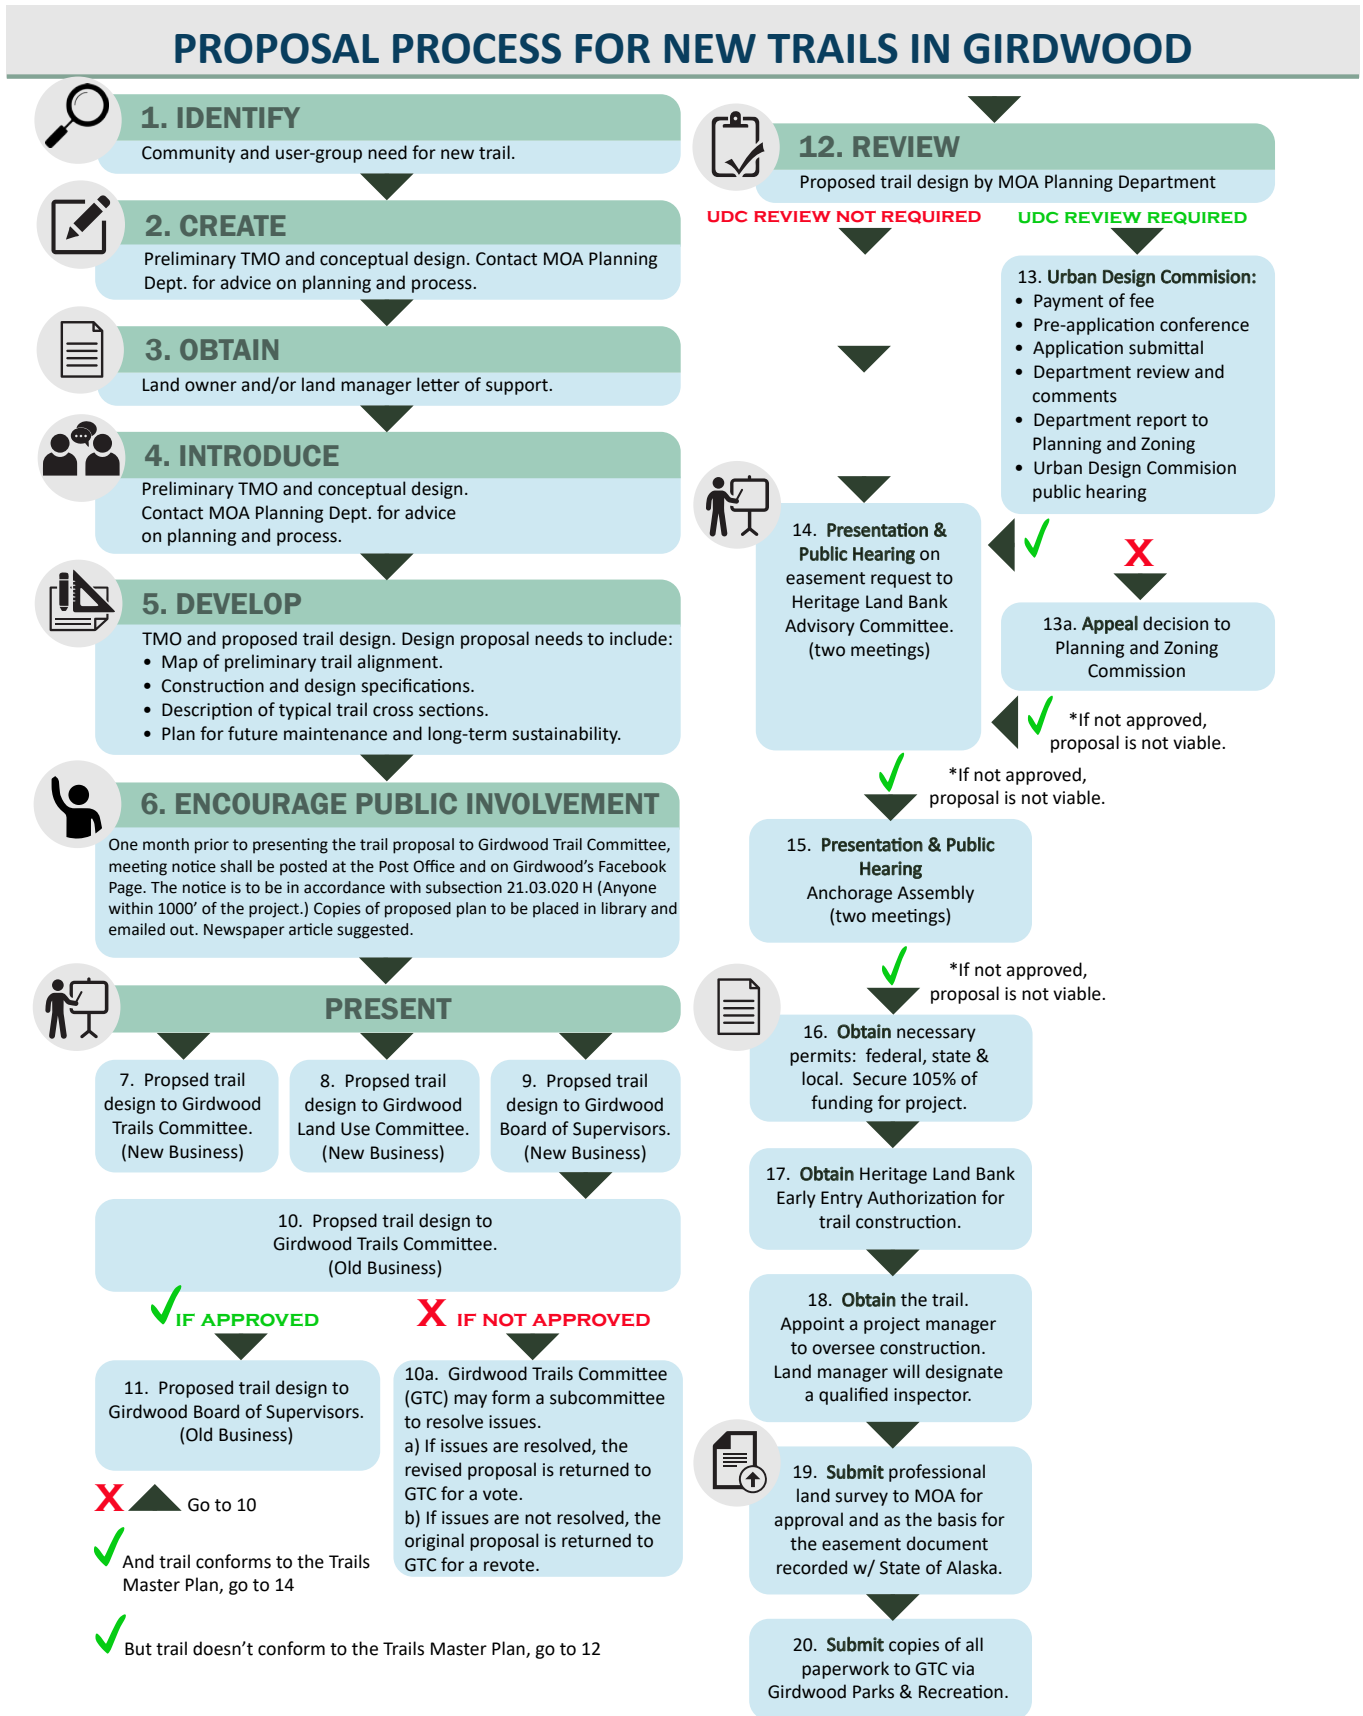 PROPOSAL PROCESS FOR NEW TRAILS IN GIRDWOOD
1. IDENTIFY
Community and user-group need for new trail.
2. CREATE
Preliminary TMO and conceptual design. Contact MOA Planning
Dept. for advice on planning and process.
3. OBTAIN
Land owner and/or land manager letter of support.
4. INTRODUCE
Preliminary TMO and conceptual design.
Contact MOA Planning Dept. for advice
on planning and process.
5. DEVELOP
TMO and proposed trail design. Design proposal needs to include:
• Map of preliminary trail alignment.
• Construction and design specifications.
• Description of typical trail cross sections.
• Plan for future maintenance and long-term sustainability.
6. ENCOURAGE PUBLIC INVOLVEMENT
One month prior to presenting the trail proposal to Girdwood Trail Committee,
meeting notice shall be posted at the Post Office and on Girdwood's Facebook
Page. The notice is to be in accordance with subsection 21.03.020 H (Anyone
within 1000' of the project.) Copies of proposed plan to be placed in library and
emailed out. Newspaper article suggested.
PRESENT
7. Propsed trail
design to Girdwood
Trails Committee.
(New Business)
8. Propsed trail
design to Girdwood
Land Use Committee.
(New Business)
9. Propsed trail
design to Girdwood
Board of Supervisors.
(New Business)
10. Propsed trail design to
Girdwood Trails Committee.
(Old Business)
IF APPROVED
X IF NOT APPROVED
11. Proposed trail design to
Girdwood Board of Supervisors.
(Old Business)
X Go to 10
And trail conforms to the Trails
Master Plan, go to 14
But trail doesn't conform to the Trails Master Plan, go to 12
10a. Girdwood Trails Committee
(GTC) may form a subcommittee
to resolve issues.
a) If issues are resolved, the
revised proposal is returned to
GTC for a vote.
b) If issues are not resolved, the
original proposal is returned to
GTC for a revote.
12. REVIEW
Proposed trail design by MOA Planning Department
UDC REVIEW NOT REQUIRED
UDC REVIEW REQUIRED
13. Urban Design Commision:
• Payment of fee
• Pre-application conference
• Application submittal
• Department review and
comments
• Department report to
Planning and Zoning
• Urban Design Commision
public hearing
X
13a. Appeal decision to
Planning and Zoning
Commission
*If not approved,
proposal is not viable.
14. Presentation &
Public Hearing on
easement request to
Heritage Land Bank
Advisory Committee.
(two meetings)
*If not approved,
proposal is not viable.
15. Presentation & Public
Hearing
Anchorage Assembly
(two meetings)
*If not approved,
proposal is not viable.
16. Obtain necessary
permits: federal, state &
local. Secure 105% of
funding for project.
17. Obtain Heritage Land Bank
Early Entry Authorization for
trail construction.
18. Obtain the trail.
Appoint a project manager
to oversee construction.
Land manager will designate
a qualified inspector.
19. Submit professional
land survey to MOA for
approval and as the basis for
the easement document
recorded w/ State of Alaska.
20. Submit copies of all
paperwork to GTC via
Girdwood Parks & Recreation.